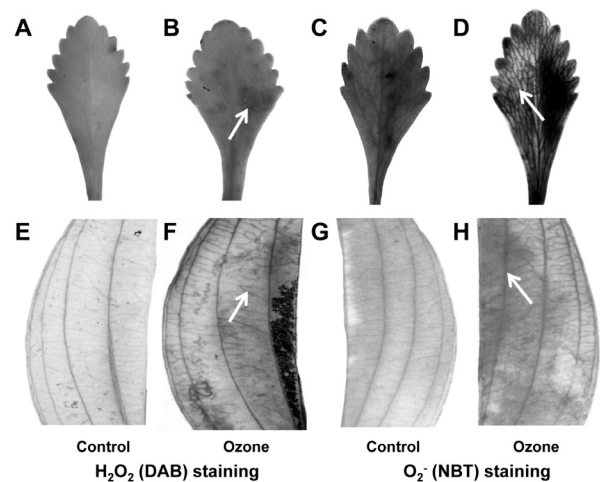 A B C D
E F G H
Control Ozone Control Ozone
H₂O₂ (DAB) staining O₂⁻ (NBT) staining